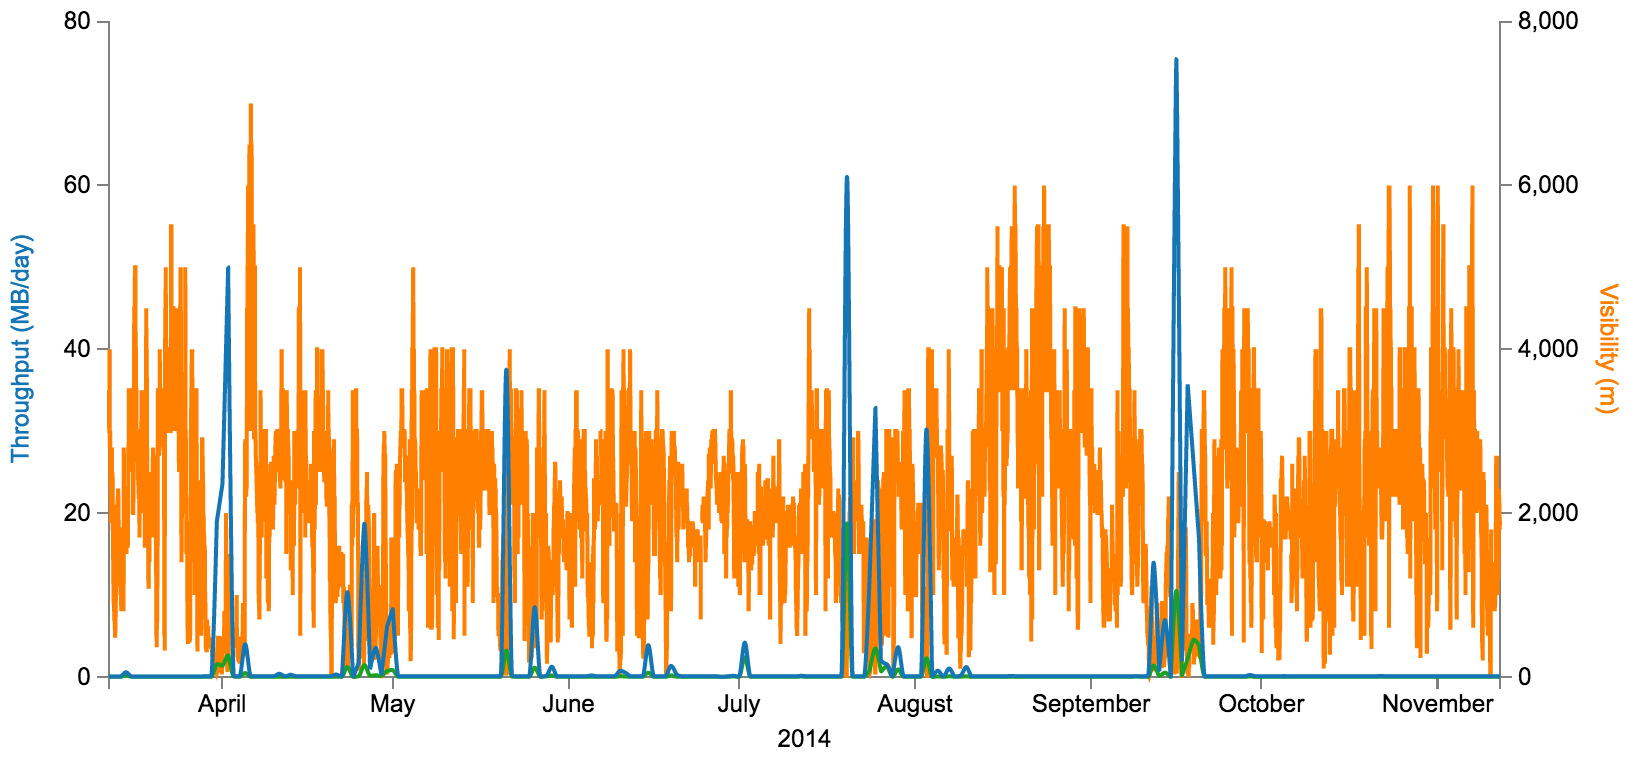 80
60
40
20
0
Throughput (MB/day)
8,000
6,000
4,000
2,000
0
Visibility (m)
April
May
June
July
August
September
October
November
2014